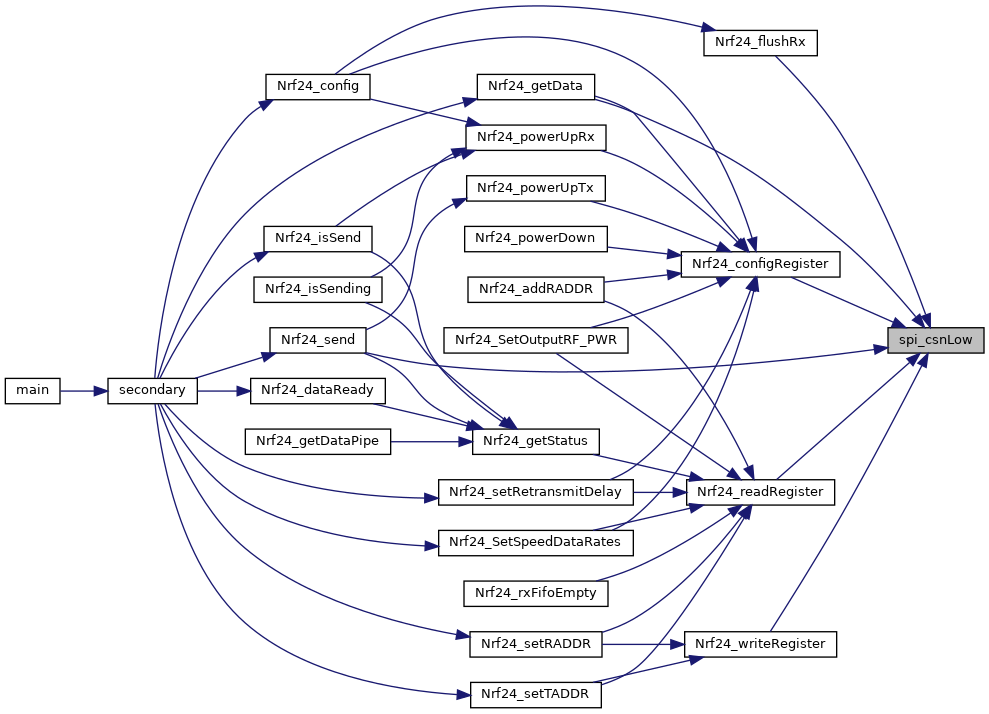 Nrf24_flushRx
Nrf24_config
Nrf24_getData
Nrf24_powerUpRx
Nrf24_powerUpTx
Nrf24_isSend
Nrf24_powerDown
Nrf24_configRegister
Nrf24_isSending
Nrf24_addRADDR
Nrf24_send
Nrf24_SetOutputRF_PWR
spi_csnLow
main
secondary
Nrf24_dataReady
Nrf24_getDataPipe
Nrf24_getStatus
Nrf24_setRetransmitDelay
Nrf24_readRegister
Nrf24_SetSpeedDataRates
Nrf24_rxFifoEmpty
Nrf24_setRADDR
Nrf24_writeRegister
Nrf24_setTADDR